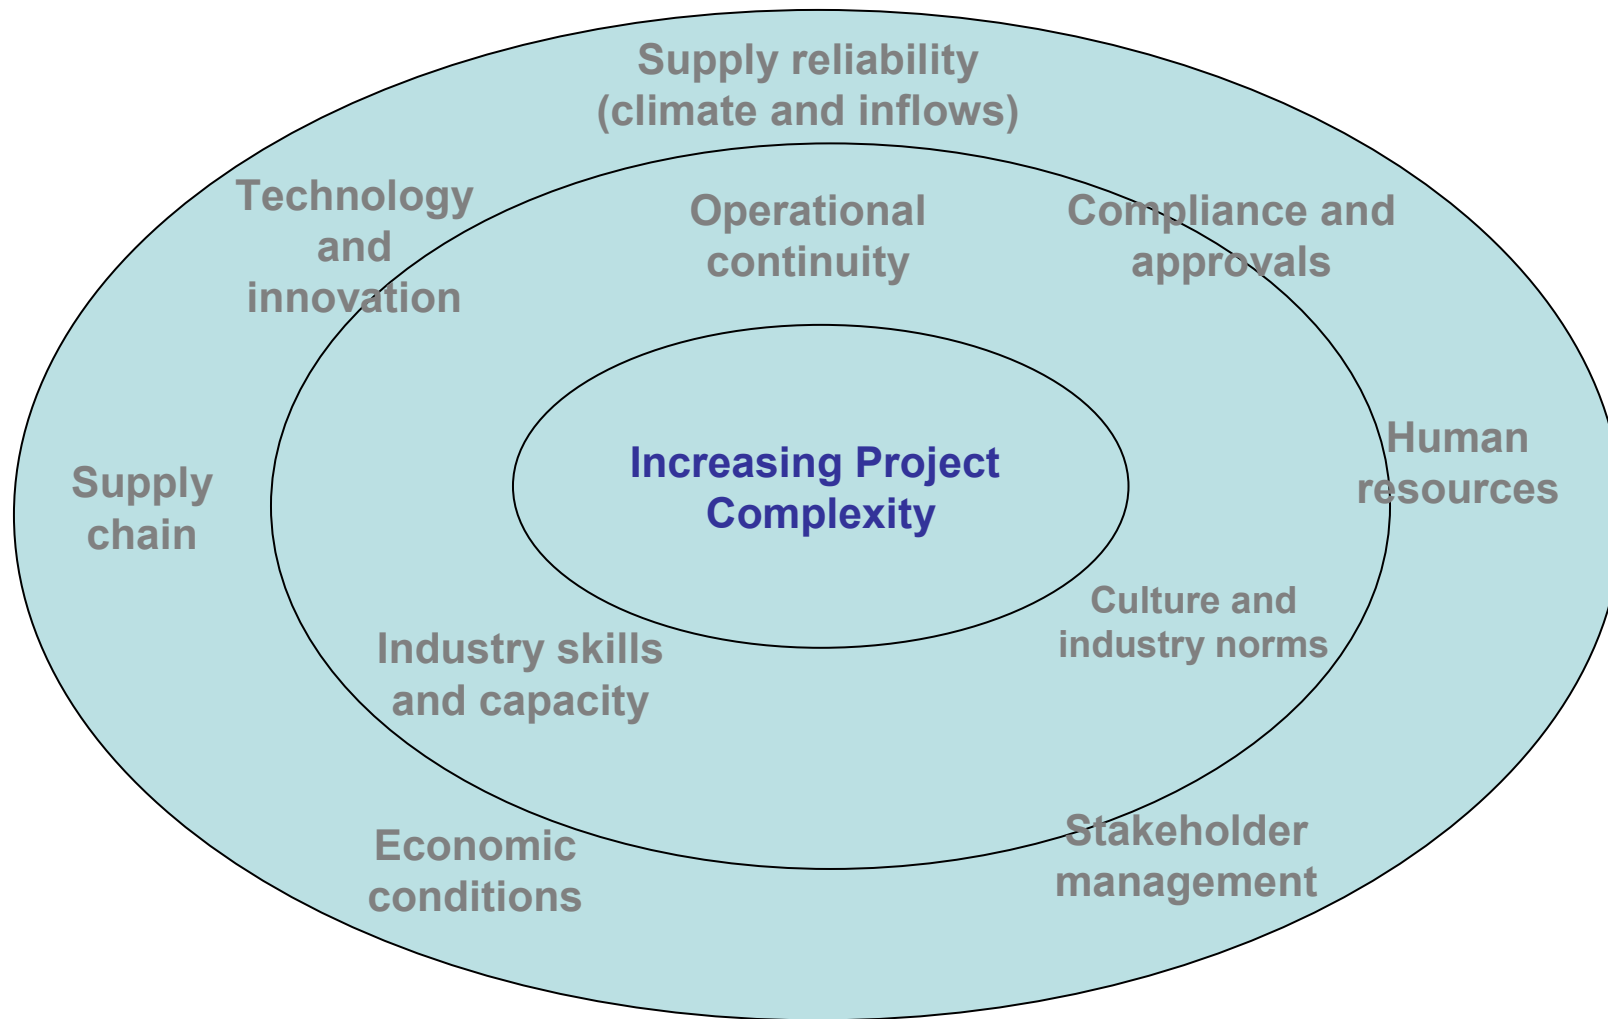 Supply reliability
(climate and inflows)
Technology
and
innovation
Operational
continuity
Compliance and
approvals
Supply
chain
Increasing Project
Complexity
Human
resources
Industry skills
and capacity
Culture and
industry norms
Economic
conditions
Stakeholder
management